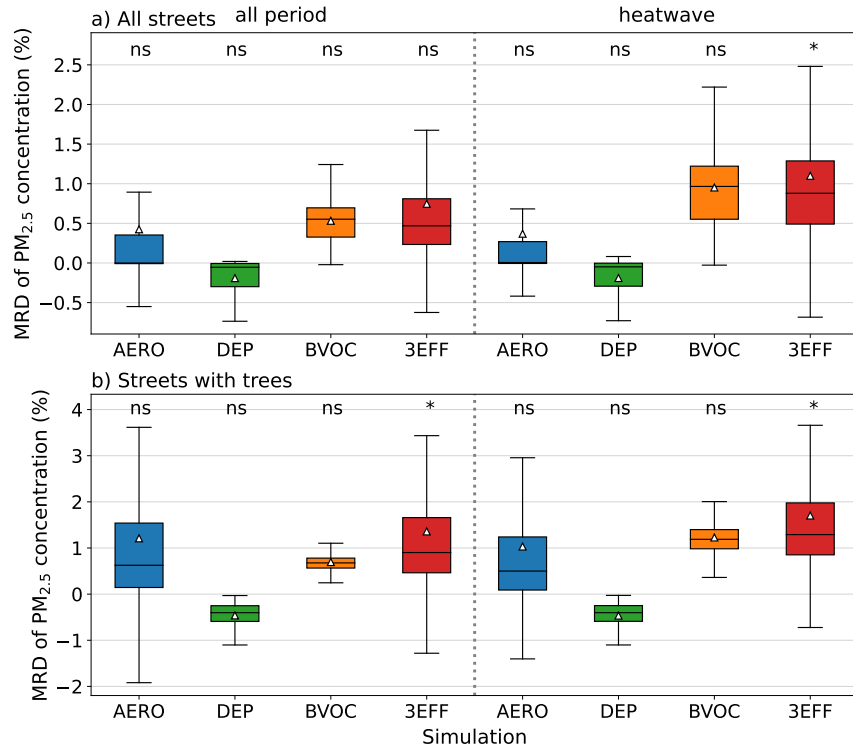 a) All streets all period heatwave
ns ns ns ns ns ns ns *
MRD of PM2.5 concentration (%)
2.5
2.0
1.5
1.0
0.5
0.0
−0.5
AERO DEP BVOC 3EFF AERO DEP BVOC 3EFF
b) Streets with trees
ns ns ns * ns ns ns *
MRD of PM2.5 concentration (%)
4
3
2
1
0
−1
−2
AERO DEP BVOC 3EFF AERO DEP BVOC 3EFF
Simulation